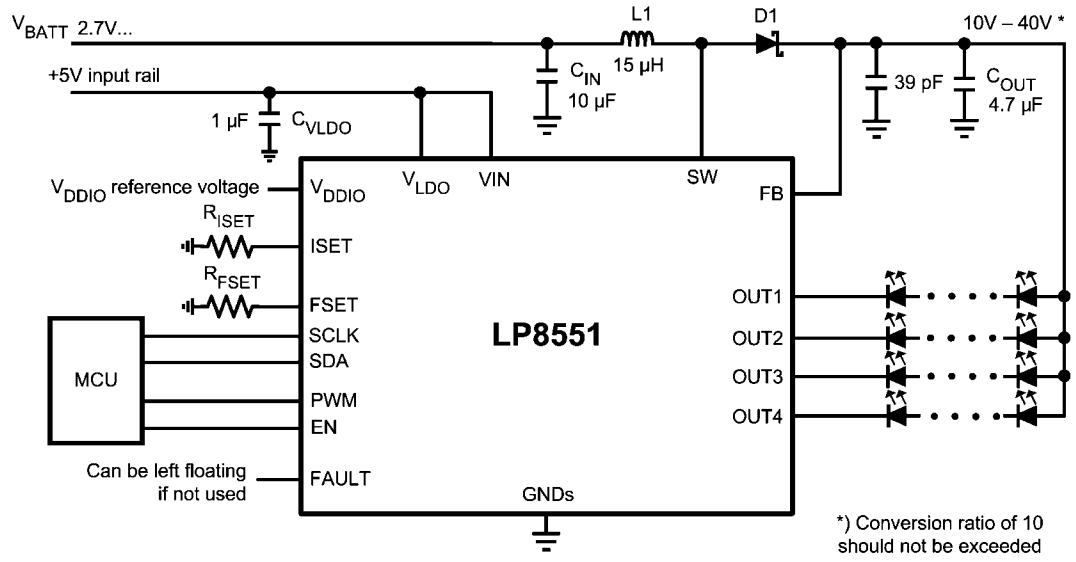 VBATT 2.7V...
L1
D1
10V – 40V *
15 µH
+5V input rail
CIN
10 µF
39 pF
COUT
4.7 µF
1 µF
CVLDO
VLDO
VIN
SW
FB
VDDIO reference voltage
VDDIO
RISET
ISET
RFSET
FSET
SCLK
SDA
MCU
PWM
EN
LP8551
OUT1
OUT2
OUT3
OUT4
Can be left floating
if not used
FAULT
GNDs
*) Conversion ratio of 10
should not be exceeded